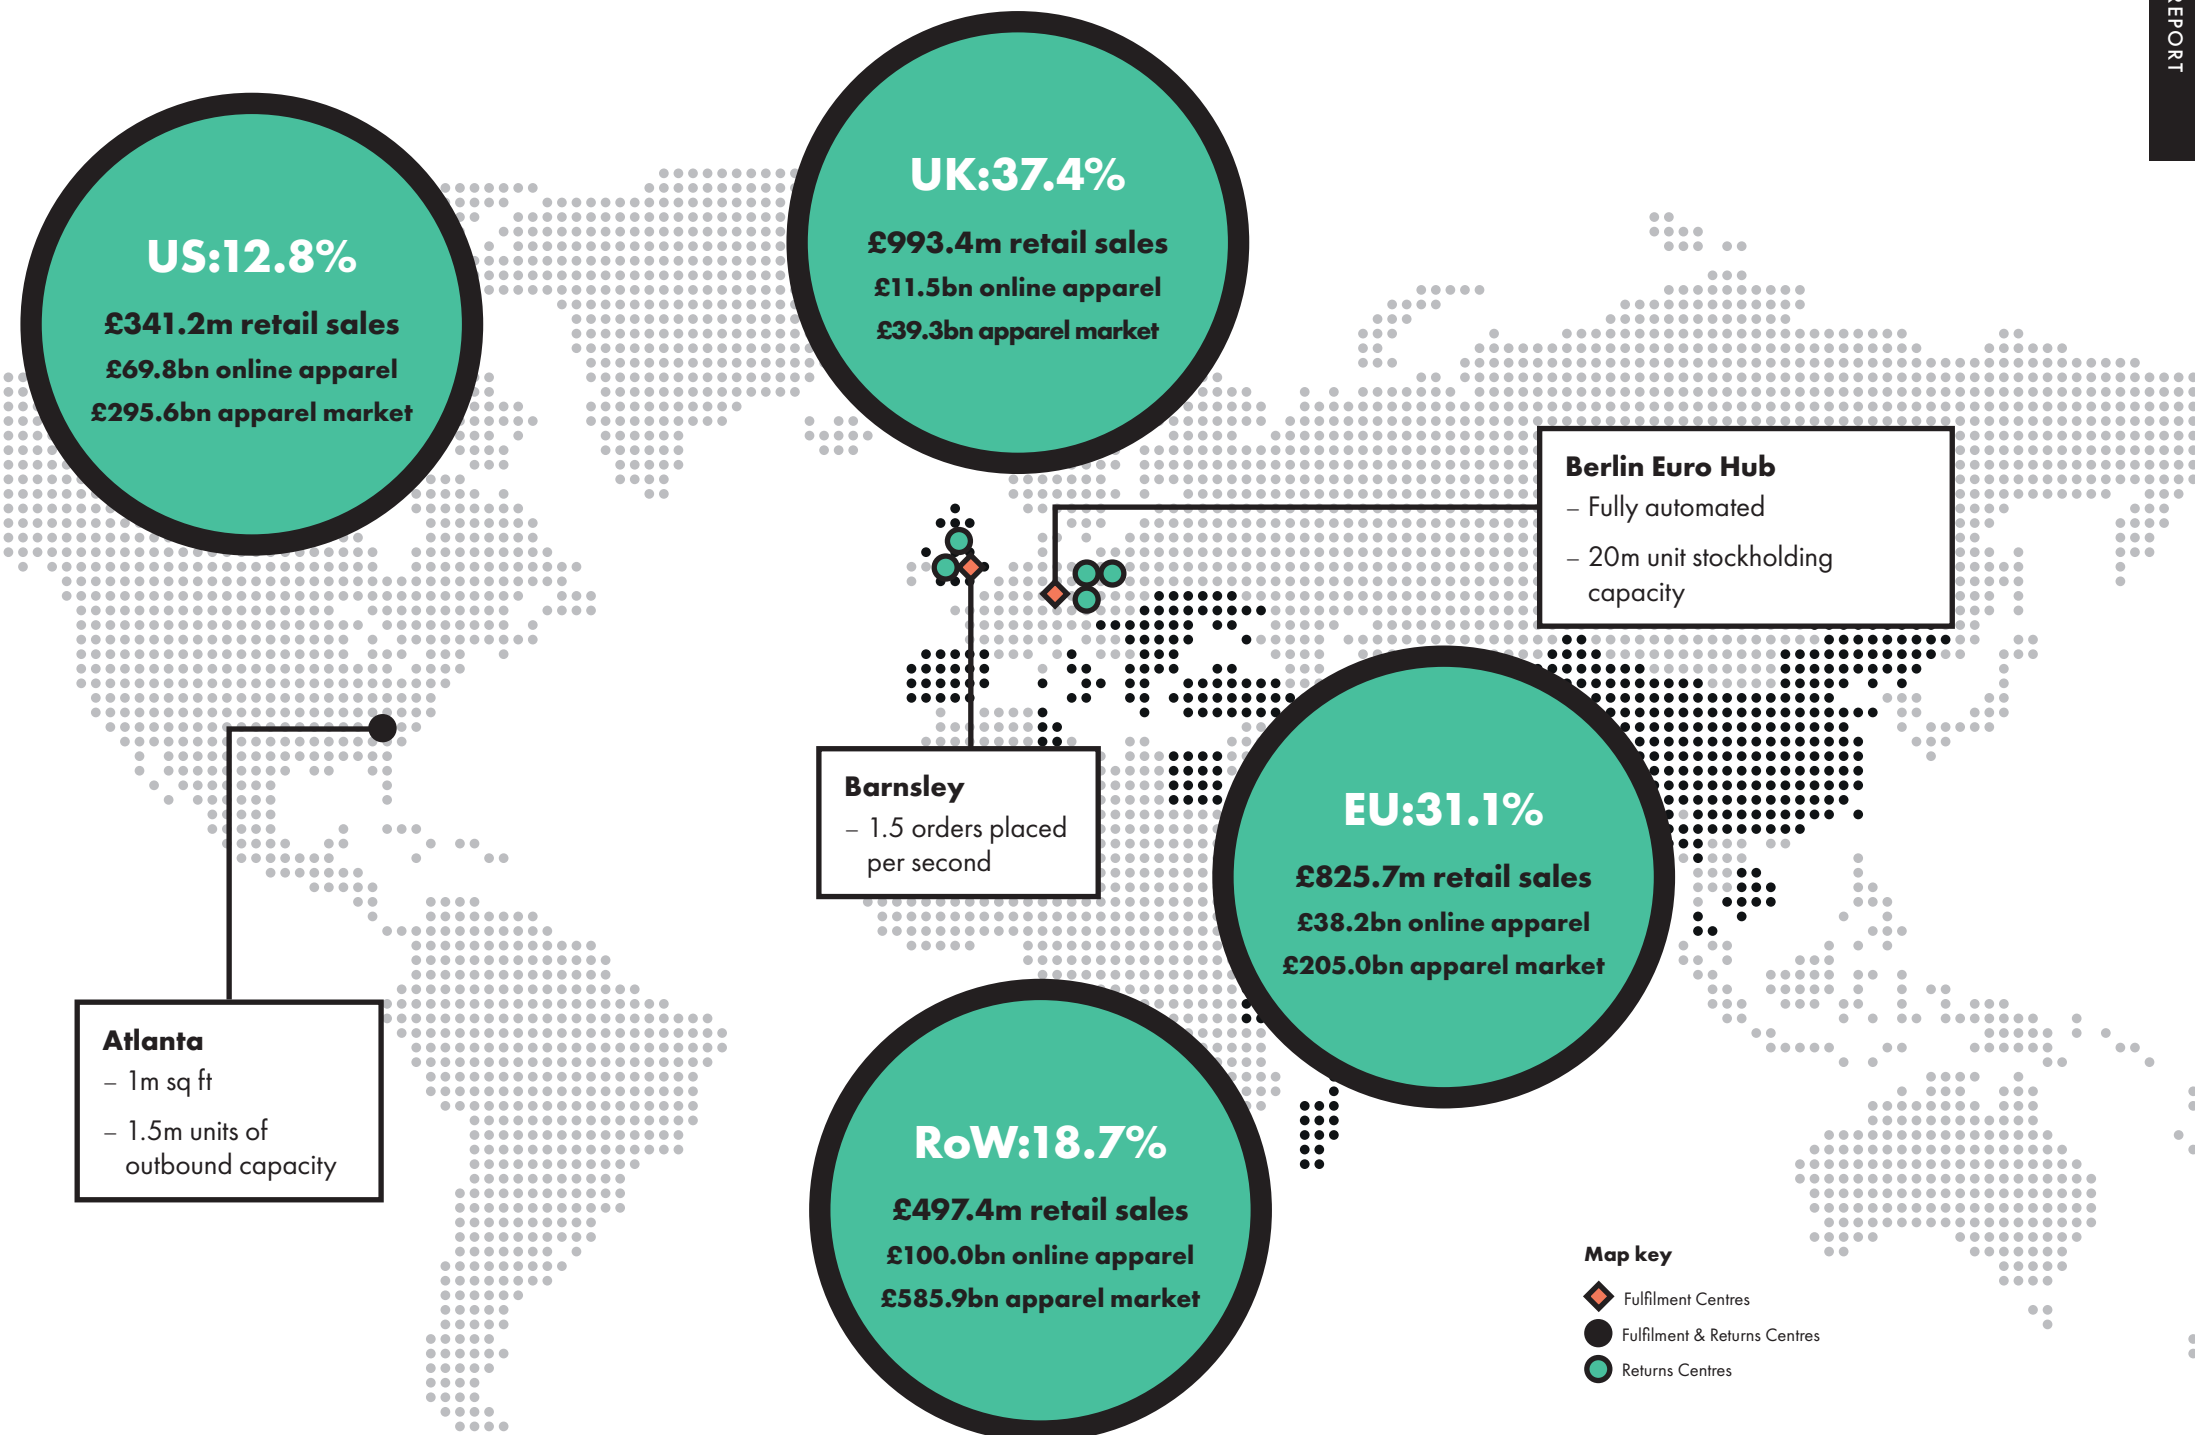 US:12.8%
£341.2m retail sales
£69.8bn online apparel
£295.6bn apparel market
UK:37.4%
£993.4m retail sales
£11.5bn online apparel
£39.3bn apparel market
Berlin Euro Hub
– Fully automated
– 20m unit stockholding
capacity
Barnsley
– 1.5 orders placed
per second
EU:31.1%
£825.7m retail sales
£38.2bn online apparel
£205.0bn apparel market
Atlanta
– 1m sq ft
– 1.5m units of
outbound capacity
RoW:18.7%
£497.4m retail sales
£100.0bn online apparel
£585.9bn apparel market
Map key
Fulfilment Centres
Fulfilment & Returns Centres
Returns Centres